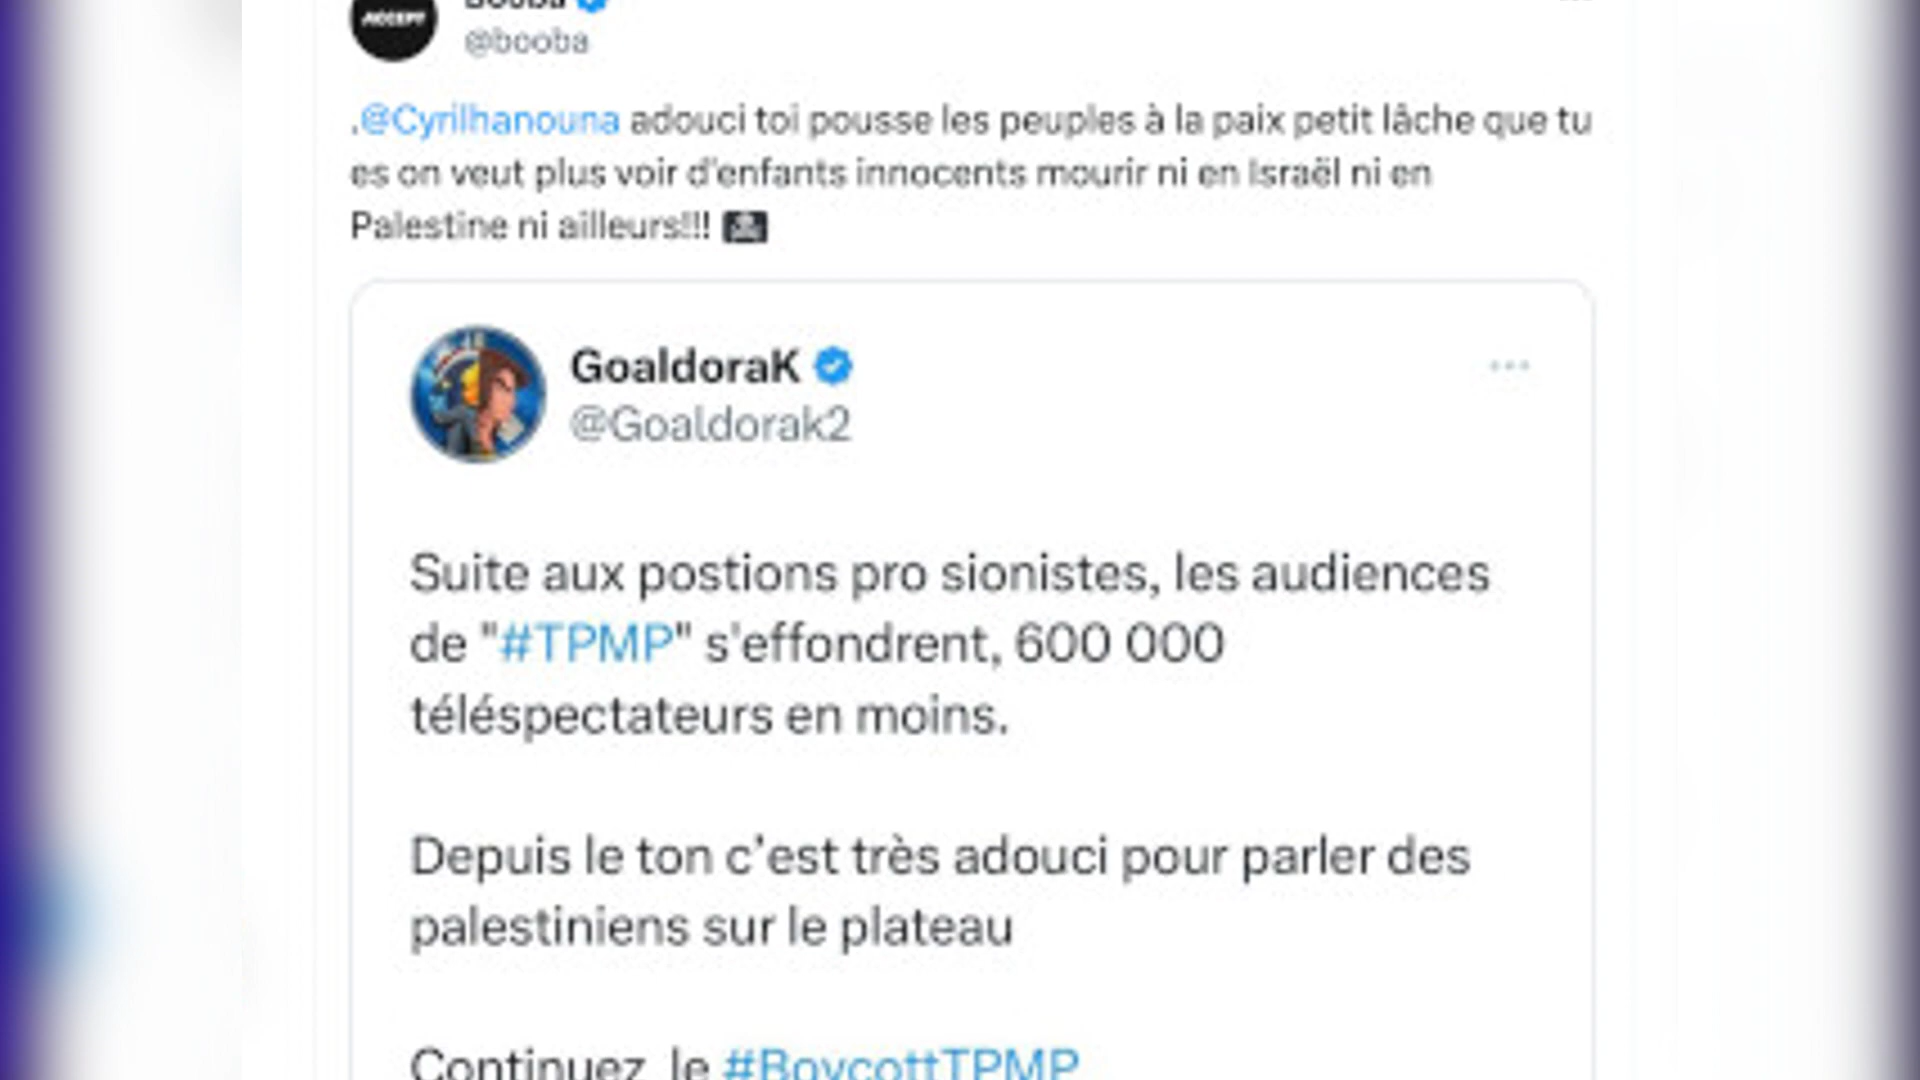 ACCEPT
Booba
@booba
.@Cyrilhanouna adouci toi pousse les peuples à la paix petit lâche que tu
es on veut plus voir d'enfants innocents mourir ni en Israël ni en
Palestine ni ailleurs!!!
GoaldoraK
@Goaldorak2
Suite aux postions pro sionistes, les audiences
de "#TPMP" s'effondrent, 600 000
téléspectateurs en moins.
Depuis le ton c’est très adouci pour parler des
palestiniens sur le plateau
Continuez le #BoycottTPMP